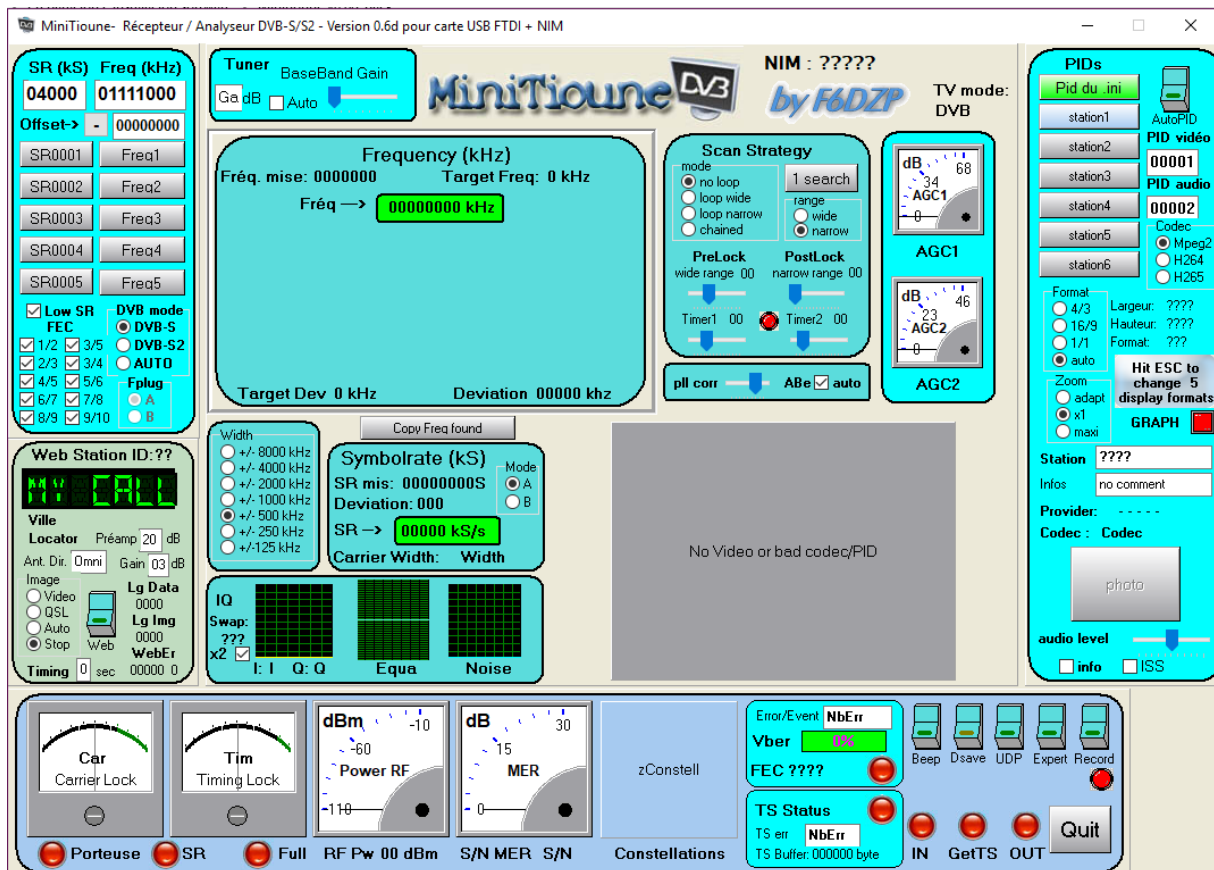 MiniTioune- Récepteur / Analyseur DVB-S/S2 - Version 0.6d pour carte USB FTDI + NIM
SR (kS) Freq (kHz)
04000 01111000
Offset-> - 00000000
SR0001 Freq1
SR0002 Freq2
SR0003 Freq3
SR0004 Freq4
SR0005 Freq5
Low SR DVB mode
FEC DVB-S
1/2 3/5 DVB-S2
2/3 3/4 AUTO
4/5 5/6 Fplug
6/7 7/8 A
8/9 9/10 B
Web Station ID:??
MY CALL
Ville
Locator Préamp 20 dB
Ant. Dir. Omni Gain 03 dB
Image
Video
QSL
Auto
Stop
Web
Lg Data
0000
Lg Img
0000
WebEr
Timing 0 sec 00000 0
Tuner
BaseBand Gain
Ga dB Auto
MiniTioune DVB
NIM : ?????
by F6DZP
TV mode:
DVB
Frequency (kHz)
Fréq. mise: 0000000 Target Freq: 0 kHz
Fréq —> 00000000 kHz
Target Dev 0 kHz Deviation 00000 khz
Scan Strategy
mode
no loop
loop wide
loop narrow
chained
1 search
range
wide
narrow
PreLock PostLock
wide range 00 narrow range 00
Timer1 00 Timer2 00
pll corr ABe auto
dB 68
34
AGC1
0
AGC1
dB 46
23
AGC2
0
AGC2
Width
+/- 8000 kHz
+/- 4000 kHz
+/- 2000 kHz
+/- 1000 kHz
+/- 500 kHz
+/- 250 kHz
+/-125 kHz
Copy Freq found
Symbolrate (kS)
SR mis: 00000000S
Deviation: 000
SR —> 00000 kS/s
Carrier Width: Width
Mode
A
B
IQ
Swap:
???
x2
I: I Q: Q Equa Noise
No Video or bad codec/PID
PIDs
Pid du .ini
station1
station2
station3
station4
station5
station6
AutoPID
PID vidéo
00001
PID audio
00002
Codec
Mpeg2
H264
H265
Format
4/3
16/9
1/1
auto
Largeur: ????
Hauteur: ????
Format: ???
Zoom
adapt
x1
maxi
Hit ESC to
change 5
display formats
GRAPH
Station ????
Infos no comment
Provider: - - - - -
Codec : Codec
photo
audio level
info ISS
Car
Carrier Lock
Tim
Timing Lock
dBm -10
-60
Power RF
-110
dB 30
15
MER
0
zConstell
Porteuse SR Full RF Pw 00 dBm S/N MER S/N Constellations
Error/Event NbErr
Vber 0%
FEC ????
TS Status
TS err NbErr
TS Buffer: 000000 byte
Beep Dsave UDP Expert Record
IN GetTS OUT
Quit